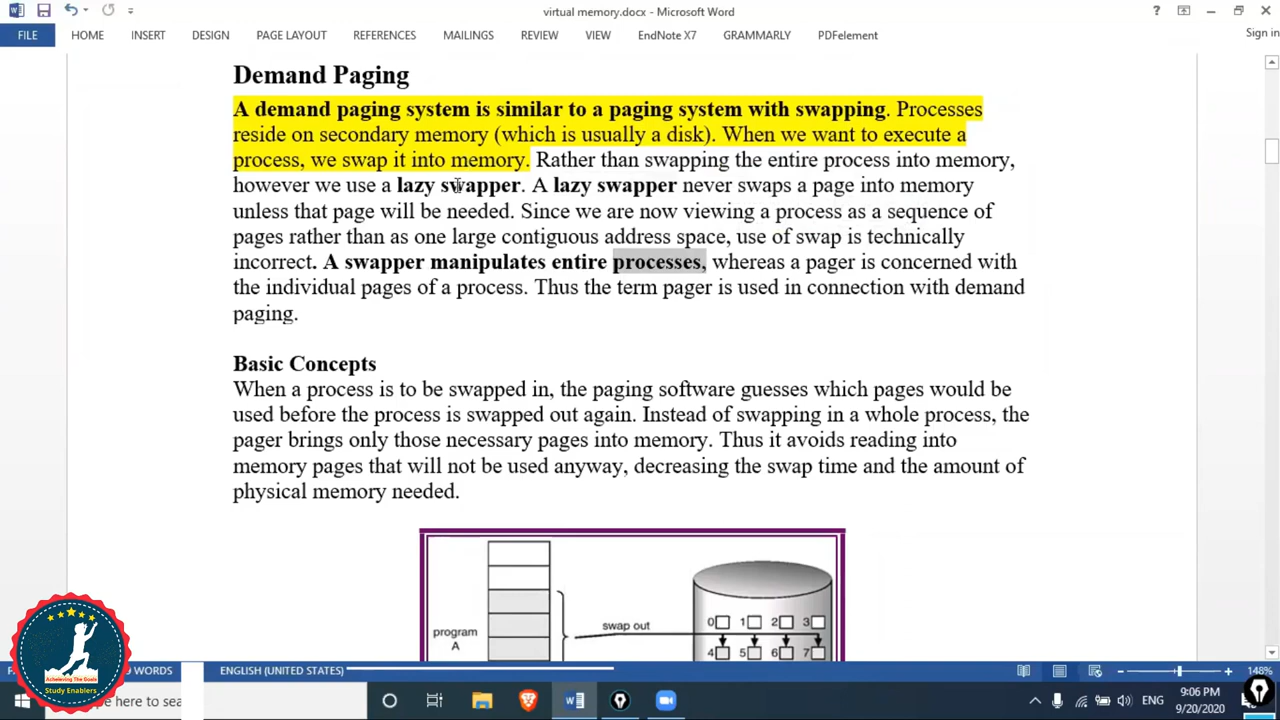 virtual memory.docx - Microsoft Word
FILE HOME INSERT DESIGN PAGE LAYOUT REFERENCES MAILINGS REVIEW VIEW EndNote X7 GRAMMARLY PDFelement Sign in
Demand Paging
A demand paging system is similar to a paging system with swapping. Processes
reside on secondary memory (which is usually a disk). When we want to execute a
process, we swap it into memory. Rather than swapping the entire process into memory,
however we use a lazy swapper. A lazy swapper never swaps a page into memory
unless that page will be needed. Since we are now viewing a process as a sequence of
pages rather than as one large contiguous address space, use of swap is technically
incorrect. A swapper manipulates entire processes, whereas a pager is concerned with
the individual pages of a process. Thus the term pager is used in connection with demand
paging.
Basic Concepts
When a process is to be swapped in, the paging software guesses which pages would be
used before the process is swapped out again. Instead of swapping in a whole process, the
pager brings only those necessary pages into memory. Thus it avoids reading into
memory pages that will not be used anyway, decreasing the swap time and the amount of
physical memory needed.
program
A
swap out
0 1 2 3
4 5 6 7
Achieveing The Goals
Study Enablers
WORDS ENGLISH (UNITED STATES) 148%
here to sea
ENG
9:06 PM
9/20/2020